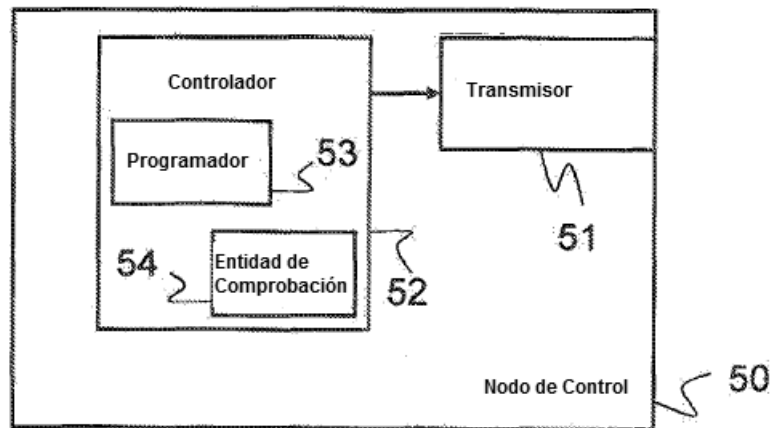 Controlador
Transmisor
Programador
53
51
54
Entidad de
Comprobación
52
Nodo de Control
50